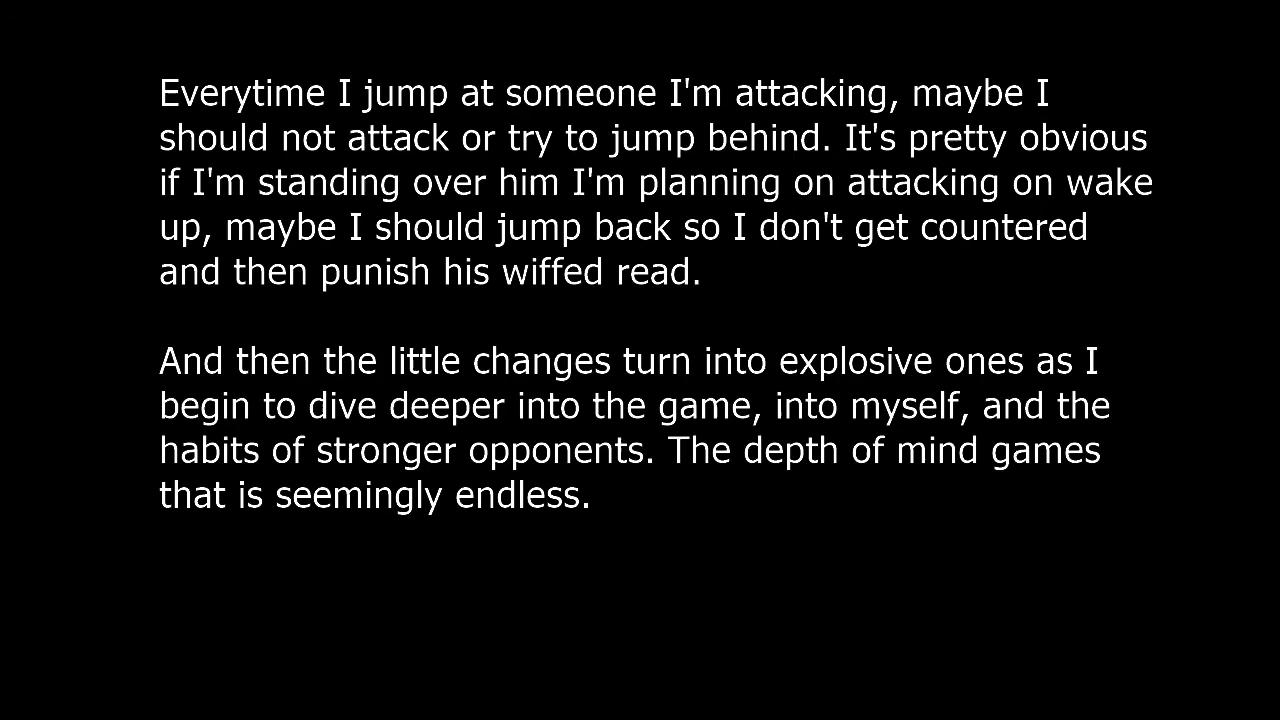 Everytime I jump at someone I'm attacking, maybe I
should not attack or try to jump behind. It's pretty obvious
if I'm standing over him I'm planning on attacking on wake
up, maybe I should jump back so I don't get countered
and then punish his wiffed read.
And then the little changes turn into explosive ones as I
begin to dive deeper into the game, into myself, and the
habits of stronger opponents. The depth of mind games
that is seemingly endless.